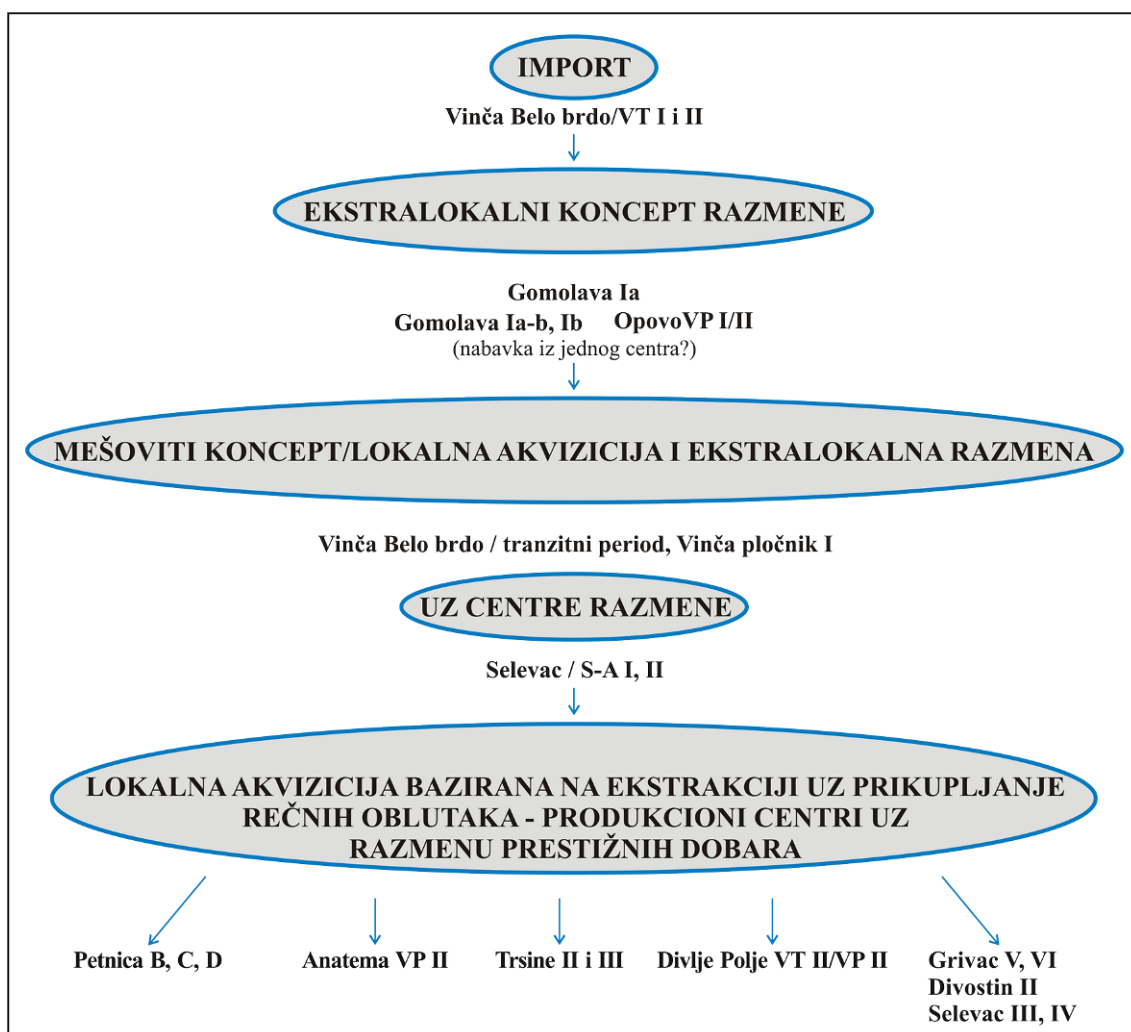 IMPORT
Vinča Belo brdo/VT I i II
EKSTRALOKALNI KONCEPT RAZMENE
Gomolava Ia
Gomolava Ia-b, Ib OpovoVP I/II
(nabavka iz jednog centra?)
MEŠOVITI KONCEPT/LOKALNA AKVIZICIJA I EKSTRALOKALNA RAZMENA
Vinča Belo brdo / tranzitni period, Vinča pločnik I
UZ CENTRE RAZMENE
Selevac / S-A I, II
LOKALNA AKVIZICIJA BAZIRANA NA EKSTRAKCIJI UZ PRIKUPLJANJE
REČNIH OBLUTAKA - PRODUKCIONI CENTRI UZ
RAZMENU PRESTIŽNIH DOBARA
Petnica B, C, D
Anatema VP II
Trsine II i III
Divlje Polje VT II/VP II
Grivac V, VI
Divostin II
Selevac III, IV